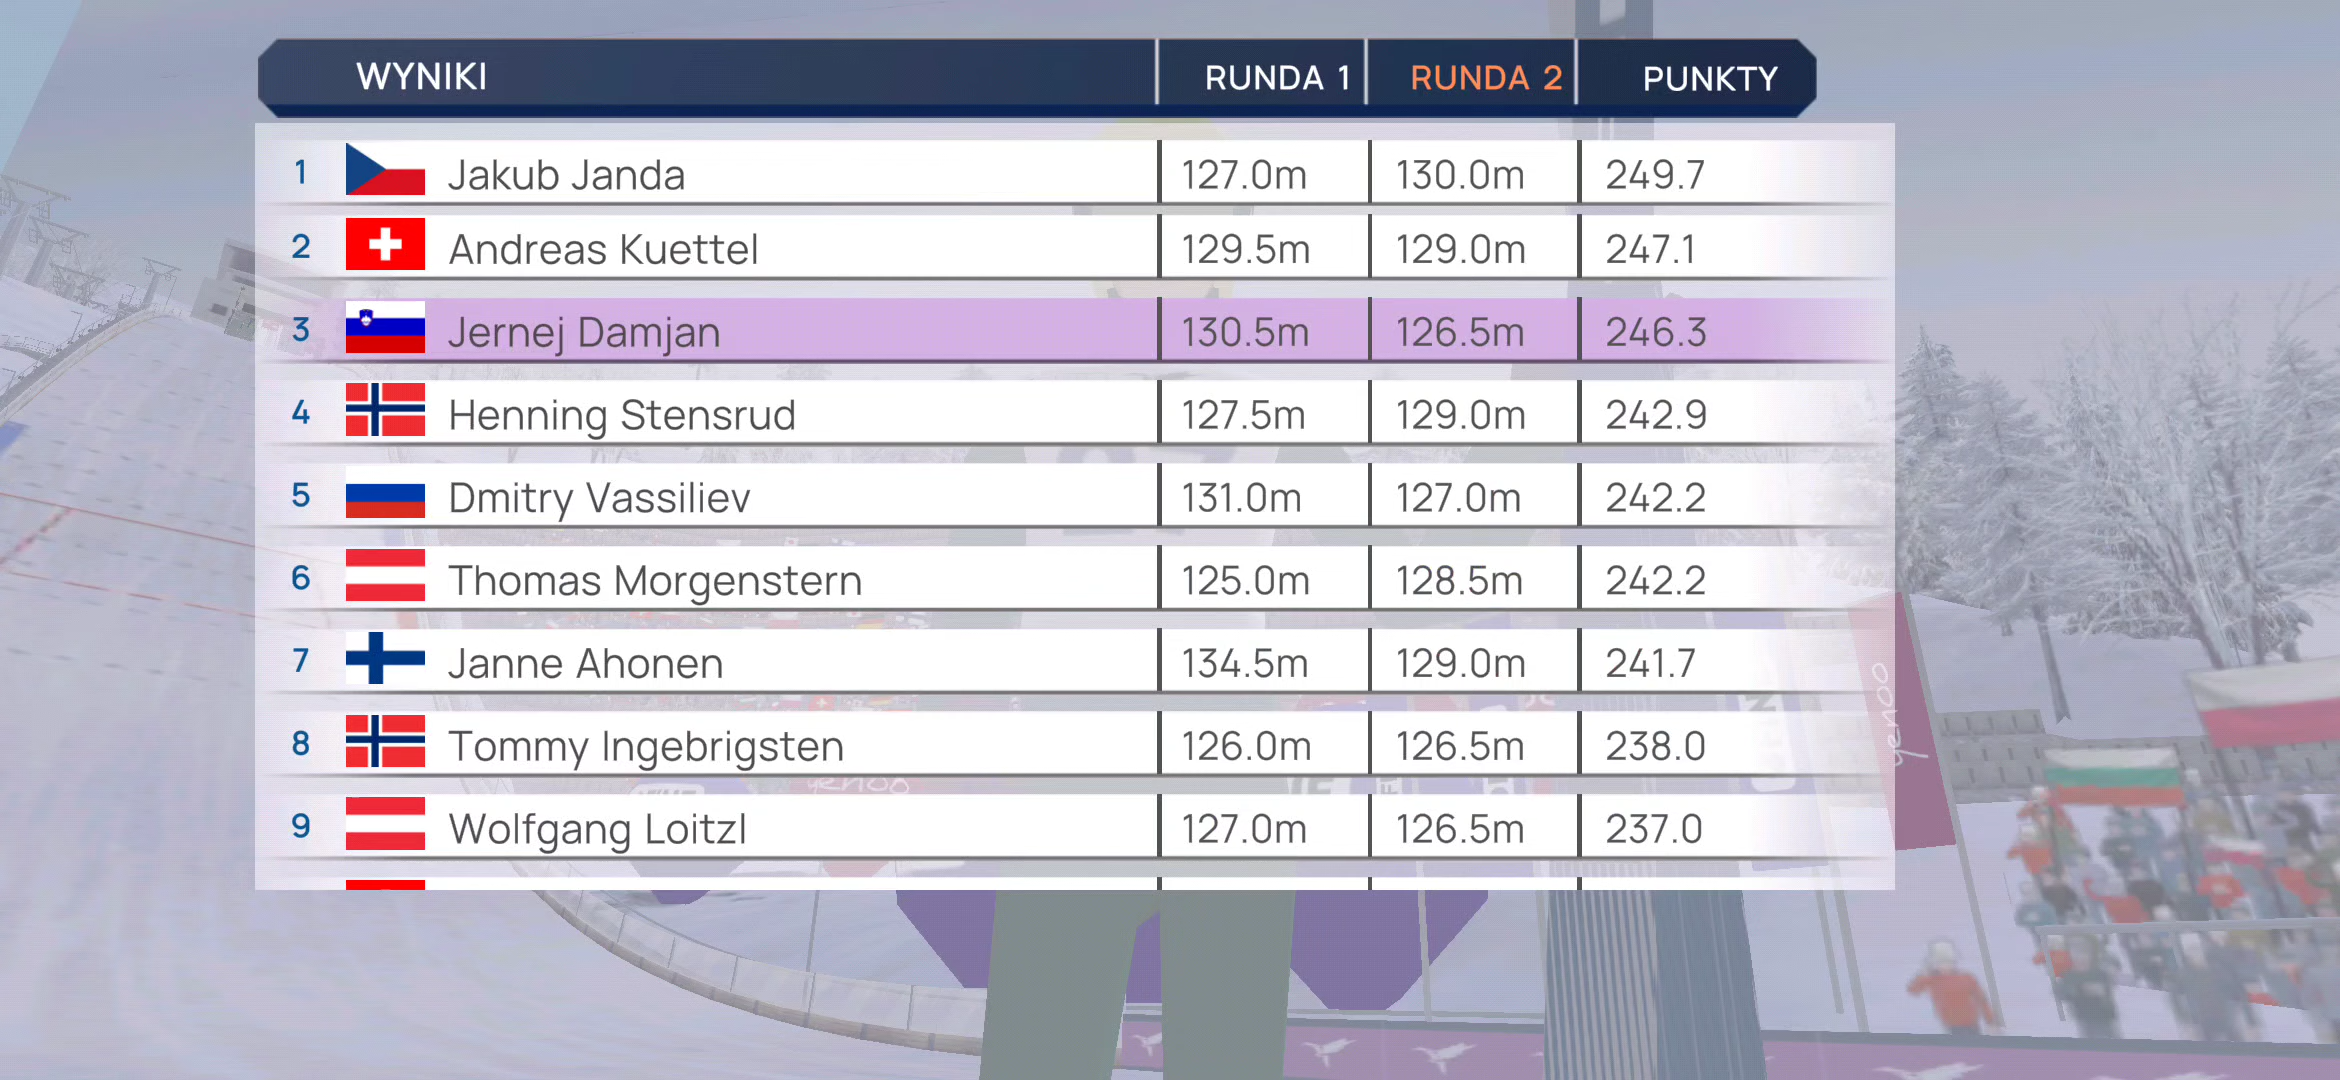 WYNIKI RUNDA 1 RUNDA 2 PUNKTY
1 Jakub Janda 127.0m 130.0m 249.7
2 Andreas Kuettel 129.5m 129.0m 247.1
3 Jernej Damjan 130.5m 126.5m 246.3
4 Henning Stensrud 127.5m 129.0m 242.9
5 Dmitry Vassiliev 131.0m 127.0m 242.2
6 Thomas Morgenstern 125.0m 128.5m 242.2
7 Janne Ahonen 134.5m 129.0m 241.7
8 Tommy Ingebrigsten 126.0m 126.5m 238.0
9 Wolfgang Loitzl 127.0m 126.5m 237.0
yenoo
yenoo